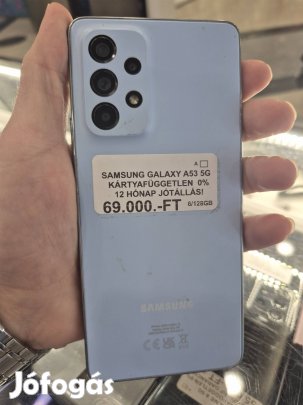 A
SAMSUNG GALAXY A53 5G
KÁRTYAFÜGGETLEN 0%
12 HÓNAP JÓTÁLLÁS!
69.000.-FT 6/128GB
SAMSUNG
Jófogás